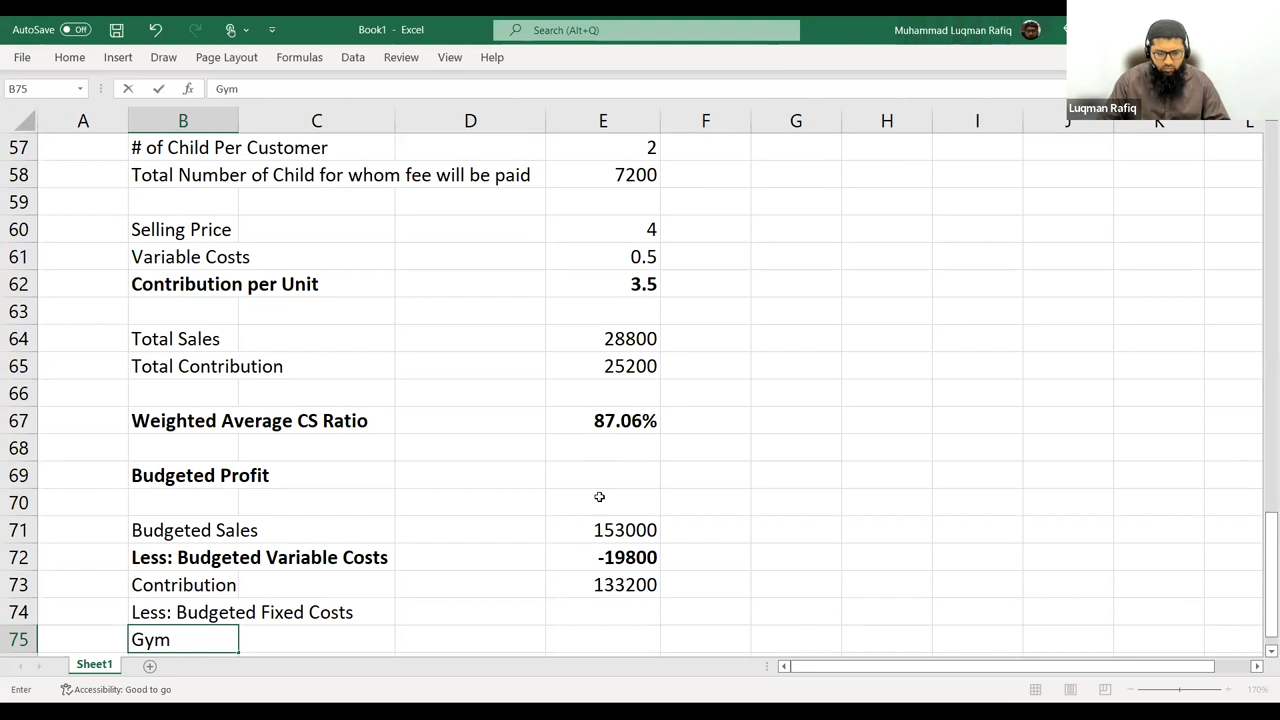 AutoSave Off Book1 - Excel Search (Alt+Q) Muhammad Luqman Rafiq
File Home Insert Draw Page Layout Formulas Data Review View Help
Luqman Rafiq
B75 fx Gym
A B C D E F G H I J K L
57 # of Child Per Customer 2
58 Total Number of Child for whom fee will be paid 7200
59
60 Selling Price 4
61 Variable Costs 0.5
62 Contribution per Unit 3.5
63
64 Total Sales 28800
65 Total Contribution 25200
66
67 Weighted Average CS Ratio 87.06%
68
69 Budgeted Profit
70
71 Budgeted Sales 153000
72 Less: Budgeted Variable Costs -19800
73 Contribution 133200
74 Less: Budgeted Fixed Costs
75 Gym
Sheet1
Enter Accessibility: Good to go 170%